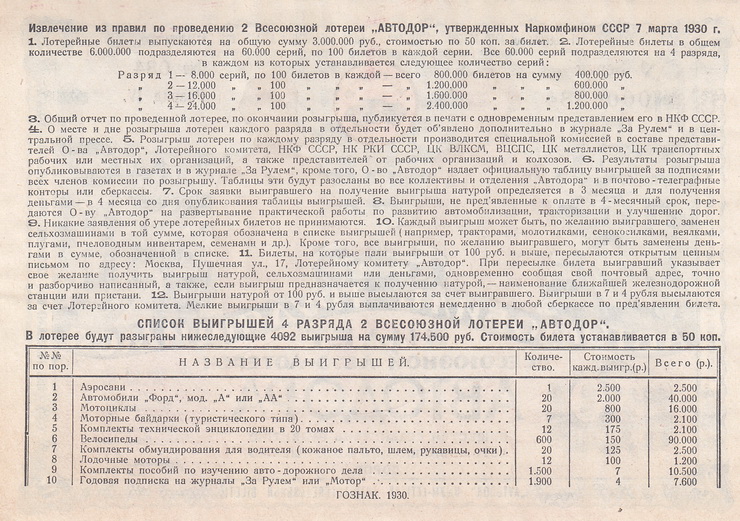 Извлечение из правил по проведению 2 Всесоюзной лотереи „АВТОДОР“, утвержденных Наркомфином СССР 7 марта 1930 г.
1. Лотерейные билеты выпускаются на общую сумму 3.000.000 руб., стоимостью по 50 коп. за билет. 2. Лотерейные билеты в общем
количестве 6.000.000 подразделяются на 60.000 серий, по 100 билетов в каждой серии. Все 60.000 серий разделяются на 4 разряда,
в каждом из которых устанавливается следующее количество серий:
Разряд 1 — 8.000 серий, по 100 билетов в каждой — всего 800.000 билетов на сумму 400.000 руб.
„ 2 — 12.000 „ „ 100 „ „ „ — „ 1.200.000 „ „ „ 600.000 „
„ 3 — 16.000 „ „ 100 „ „ „ — „ 1.600.000 „ „ „ 800.000 „
„ 4 — 24.000 „ „ 100 „ „ „ — „ 2.400.000 „ „ „ 1.200.000 „
3. Общий отчет по проведенной лотерее, по окончании розыгрыша, публикуется в печати с одновременным представлением его в НКФ СССР.
4. О месте и дне розыгрыша лотереи каждого разряда в отдельности будет объявлено дополнительно в журнале „За Рулем“ и в цен-
тральной прессе. 5. Розыгрыш лотереи по каждому разряду в отдельности производится специальной комиссией в составе представи-
телей О-ва „Автодор“, Лотерейного комитета, НКФ СССР, НК РКИ СССР, ЦК ВЛКСМ, ВЦСПС, ЦК металлистов, ЦК транспортных
рабочих или местных их организаций, а также представителей от рабочих организаций и колхозов. 6. Результаты розыгрыша
опубликовываются в газетах и в журнале „За Рулем“, кроме того, О-во „Автодор“ издает официальную таблицу выигрышей за подписями
всех членов комиссии по розыгрышу. Таблицы эти будут разосланы во все коллективы и отделения „Автодора“ и в почтово-телеграфные
конторы или сберкассы. 7. Срок заявки выигравшего на получение выигрыша натурой определяется в 3 месяца и для получения
деньгами — в 4 месяца со дня опубликования таблицы выигрышей. 8. Выигрыши, не пред'явленные к оплате в 4-месячный срок, пере-
даются О-ву „Автодор“ на развертывание практической работы по развитию автомобилизации, тракторизации и улучшению дорог.
9. Никакие заявления об утере лотерейных билетов не принимаются. 10. Каждый выигрыш может быть, по желанию выигравшего, заменен
сельхозмашинами в той сумме, которая обозначена в списке выигрышей (например, тракторами, молотилками, сенокосилками, веялками,
плугами, пчеловодным инвентарем, семенами и др.). Кроме того, все выигрыши, по желанию выигравшего, могут быть заменены день-
гами в сумме, обозначенной в списке. 11. Билеты, на которые пали выигрыши от 100 руб. и выше, пересылаются открытым ценным
письмом по адресу: Москва, Пушечная ул., 17, Лотерейному комитету „Автодор“. При пересылке билета выигравший указывает
свое желание получить выигрыш натурой, сельхозмашинами или деньгами, одновременно сообщая свой почтовый адрес, точно
и разборчиво написанный, а также, если выигрыш предназначается к получению натурой,— наименование ближайшей железнодорожной
станции или пристани. 12. Выигрыши натурой от 100 руб. и выше высылаются за счет выигравшего. Выигрыши в 7 и 4 рубля высылаются
за счет Лотерейного комитета. Мелкие выигрыши в 7 и 4 рубля выплачиваются немедленно в любой сберкассе по пред'явлении билета.
СПИСОК ВЫИГРЫШЕЙ 4 РАЗРЯДА 2 ВСЕСОЮЗНОЙ ЛОТЕРЕИ „АВТОДОР“.
В лотерее будут разыграны нижеследующие 4092 выигрыша на сумму 174.500 руб. Стоимость билета устанавливается в 50 коп.
№№ по пор. НАЗВАНИЕ ВЫИГРЫШЕЙ. Количе-ство. Стоимость кажд.выигр.(р.) Всего (р.).
1 Аэросани 1 2.500 2.500
2 Автомобили „Форд“, мод. „А“ или „АА“ 20 2.000 40.000
3 Мотоциклы 20 800 16.000
4 Моторные байдарки (туристического типа) 7 300 2.100
5 Комплекты технической энциклопедии в 20 томах 12 175 2.100
6 Велосипеды 600 150 90.000
7 Комплекты обмундирования для водителя (кожаное пальто, шлем, рукавицы, очки) 20 125 2.500
8 Лодочные моторы 12 100 1.200
9 Комплекты пособий по изучению авто-дорожного дела 1.500 7 10.500
10 Годовая подписка на журналы „За Рулем“ или „Мотор“ 1.900 4 7.600
ГОЗНАК. 1930.